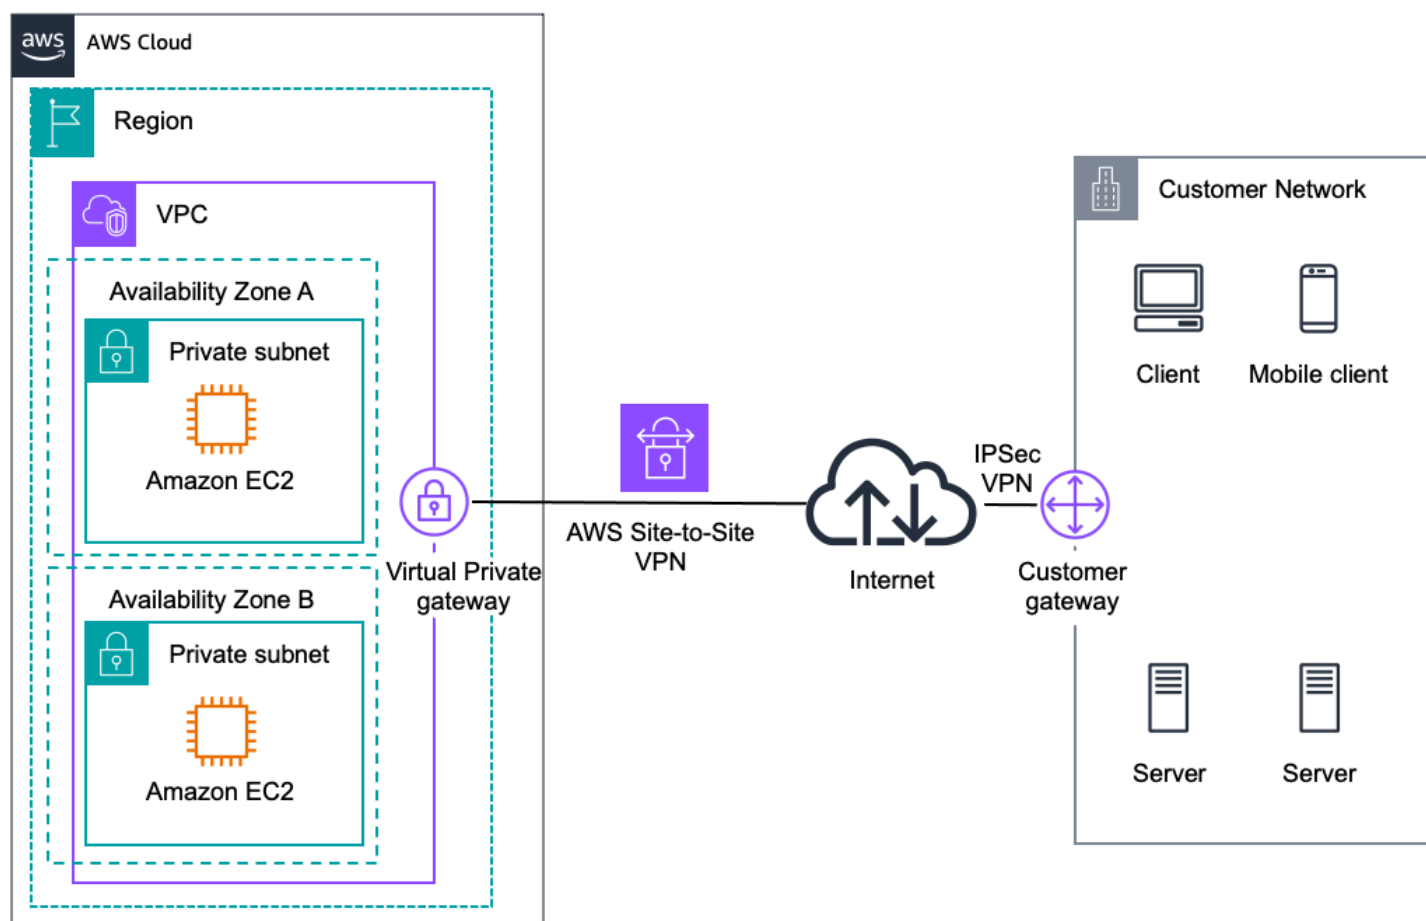 aws
AWS Cloud
Region
VPC
Availability Zone A
Private subnet
Amazon EC2
Virtual Private
gateway
Availability Zone B
Private subnet
Amazon EC2
AWS Site-to-Site
VPN
Internet
IPSec
VPN
Customer
gateway
Customer Network
Client
Mobile client
Server
Server